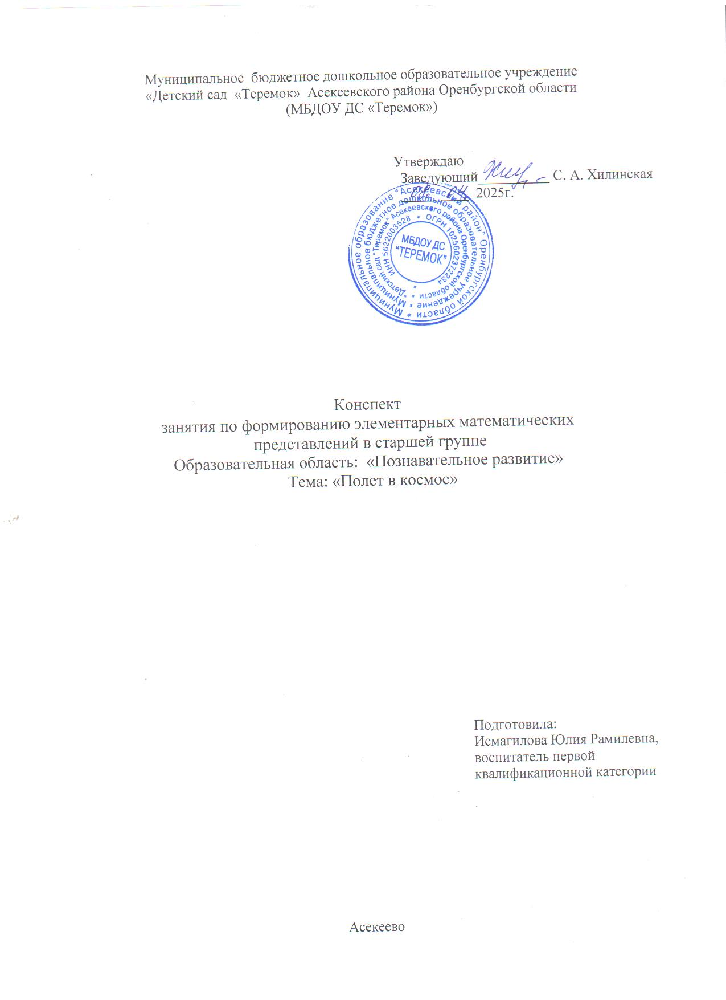 Муниципальное бюджетное дошкольное образовательное учреждение
«Детский сад «Теремок» Асекеевского района Оренбургской области
(МБДОУ ДС «Теремок»)
Утверждаю
Заведующий__________ С. А. Хилинская
08. 04. 2025г.
* Муниципальное образование "Асекеевский район" Оренбургской области
* Муниципальное бюджетное дошкольное образовательное учреждение
* "Детский сад "Теремок" Асекеевского района Оренбургской области
ИНН 5622003528 * ОГРН 1025602372234 *
МБДОУ ДС
"ТЕРЕМОК"
Конспект
занятия по формированию элементарных математических
представлений в старшей группе
Образовательная область: «Познавательное развитие»
Тема: «Полет в космос»
Подготовила:
Исмагилова Юлия Рамилевна,
воспитатель первой
квалификационной категории
Асекеево